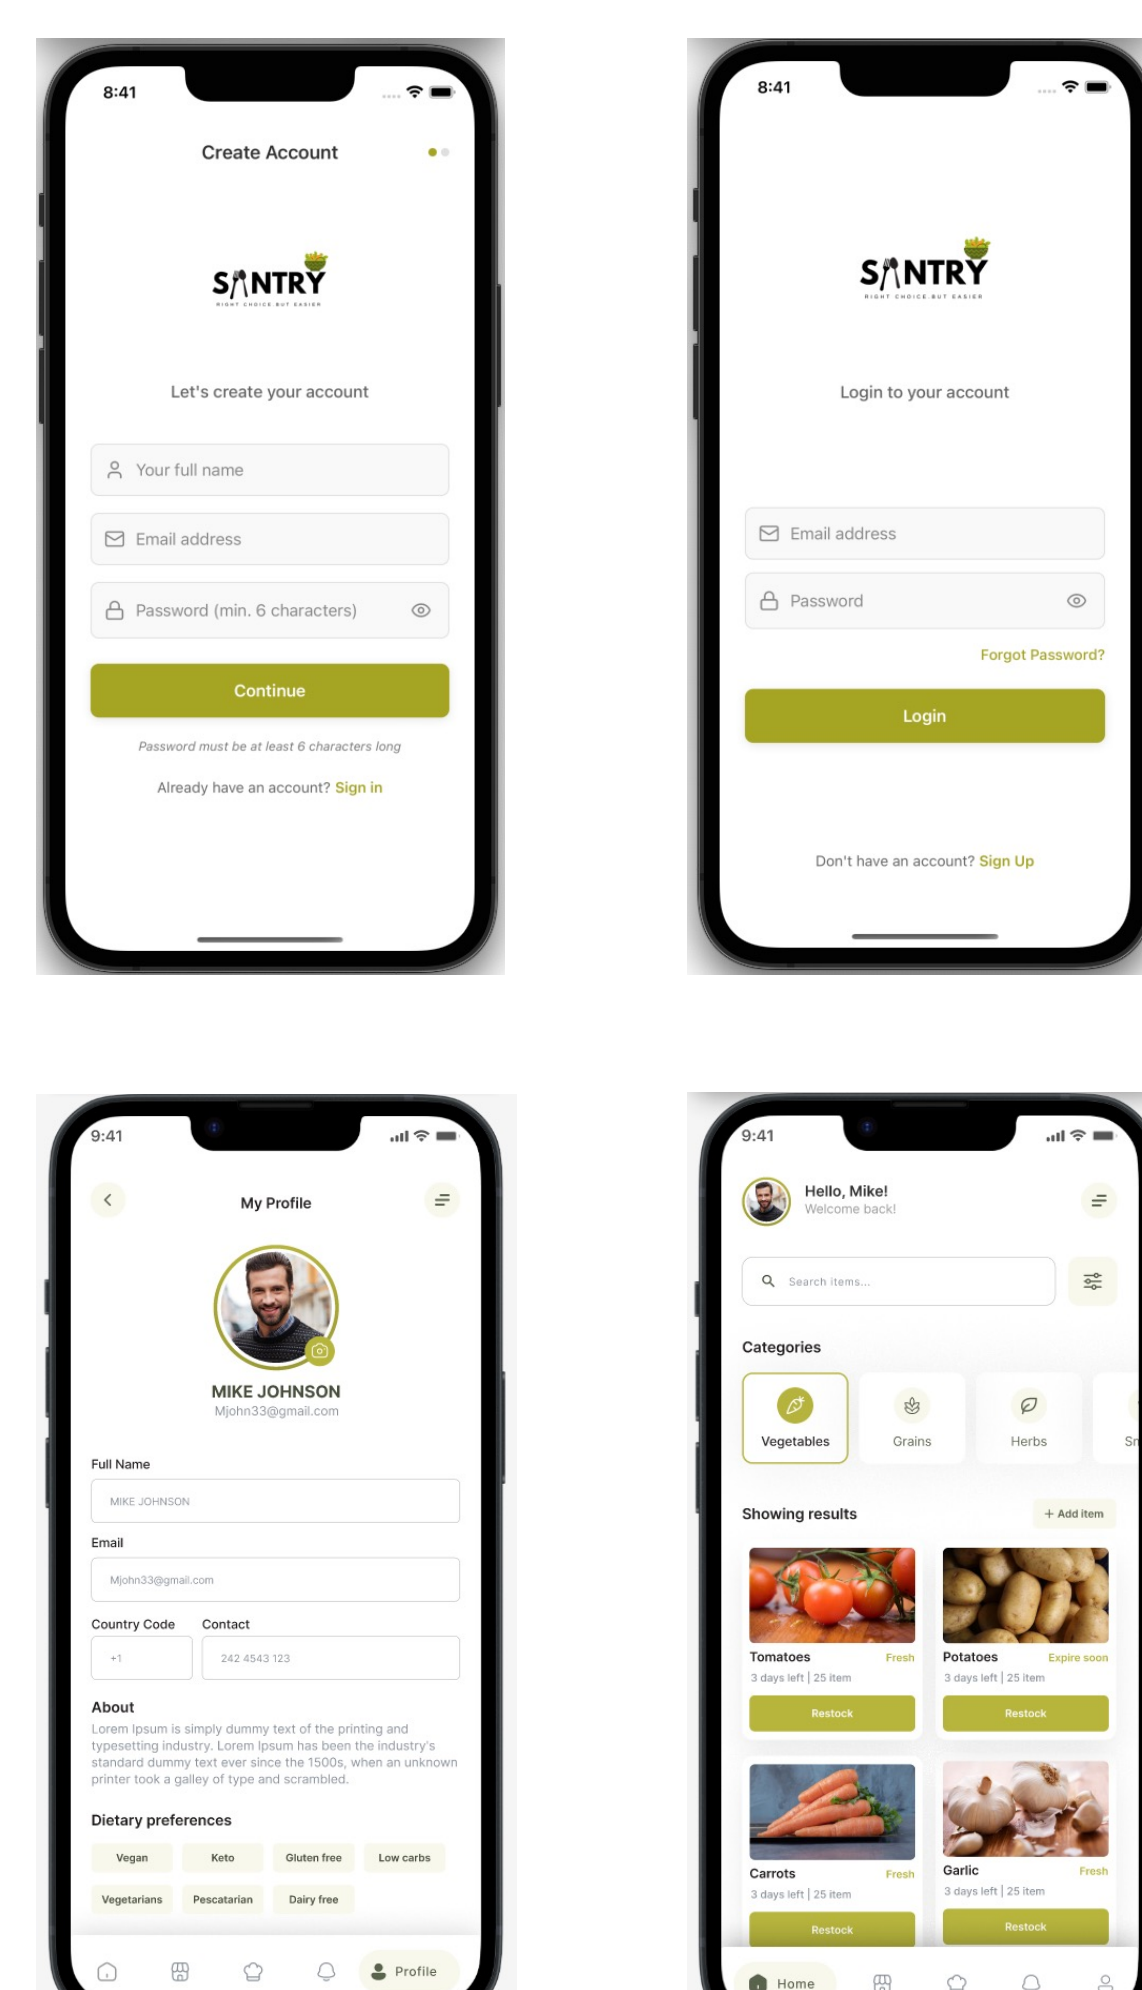 8:41
Create Account
SANTRY
RIGHT CHOICE.BUT EASIER
Let's create your account
Your full name
Email address
Password (min. 6 characters)
Continue
Password must be at least 6 characters long
Already have an account? Sign in
8:41
SANTRY
RIGHT CHOICE.BUT EASIER
Login to your account
Email address
Password
Forgot Password?
Login
Don't have an account? Sign Up
9:41
My Profile
MIKE JOHNSON
Mjohn33@gmail.com
Full Name
MIKE JOHNSON
Email
Mjohn33@gmail.com
Country Code Contact
+1 242 4543 123
About
Lorem Ipsum is simply dummy text of the printing and
typesetting industry. Lorem Ipsum has been the industry's
standard dummy text ever since the 1500s, when an unknown
printer took a galley of type and scrambled.
Dietary preferences
Vegan Keto Gluten free Low carbs
Vegetarians Pescatarian Dairy free
Profile
9:41
Hello, Mike!
Welcome back!
Search items...
Categories
Vegetables Grains Herbs Sn
Showing results + Add item
Tomatoes Fresh Potatoes Expire soon
3 days left | 25 item 3 days left | 25 item
Restock Restock
Carrots Fresh Garlic Fresh
3 days left | 25 item 3 days left | 25 item
Restock Restock
Home